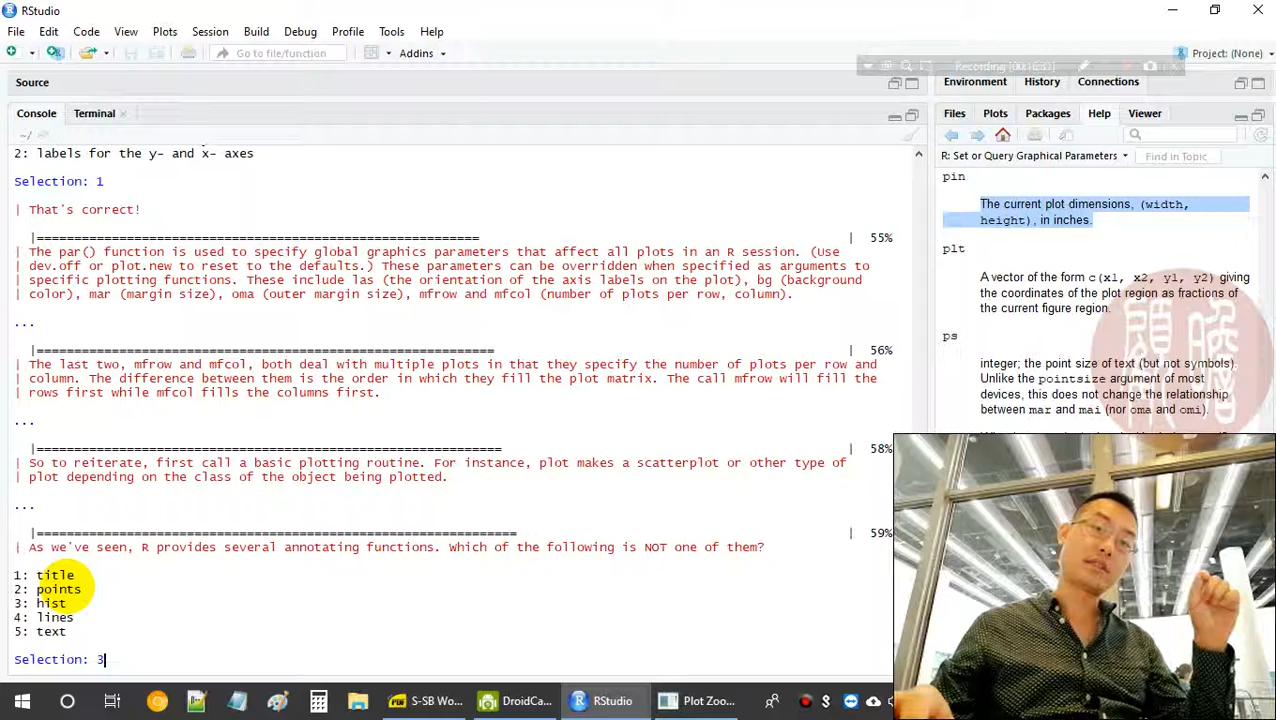 RStudio
File Edit Code View Plots Session Build Debug Profile Tools Help
Go to file/function Addins Project: (None)
Recording [00:16:31]
Source
Environment History Connections
Console Terminal
Files Plots Packages Help Viewer
~/
R: Set or Query Graphical Parameters Find in Topic
2: labels for the y- and x- axes
Selection: 1
| That's correct!
|=========================================================== | 55%
| The par() function is used to specify global graphics parameters that affect all plots in an R session. (Use
| dev.off or plot.new to reset to the defaults.) These parameters can be overridden when specified as arguments to
| specific plotting functions. These include las (the orientation of the axis labels on the plot), bg (background
| color), mar (margin size), oma (outer margin size), mfrow and mfcol (number of plots per row, column).
...
|============================================================= | 56%
| The last two, mfrow and mfcol, both deal with multiple plots in that they specify the number of plots per row and
| column. The difference between them is the order in which they fill the plot matrix. The call mfrow will fill the
| rows first while mfcol fills the columns first.
...
|============================================================== | 58%
| So to reiterate, first call a basic plotting routine. For instance, plot makes a scatterplot or other type of
| plot depending on the class of the object being plotted.
...
|================================================================ | 59%
| As we've seen, R provides several annotating functions. Which of the following is NOT one of them?
1: title
2: points
3: hist
4: lines
5: text
Selection: 3
pin
The current plot dimensions, (width,
height), in inches.
plt
A vector of the form c(x1, x2, y1, y2) giving
the coordinates of the plot region as fractions of
the current figure region.
ps
integer; the point size of text (but not symbols).
Unlike the pointsize argument of most
devices, this does not change the relationship
between mar and mai (nor oma and omi).
S-SB Wo... DroidCa... RStudio Plot Zoo...